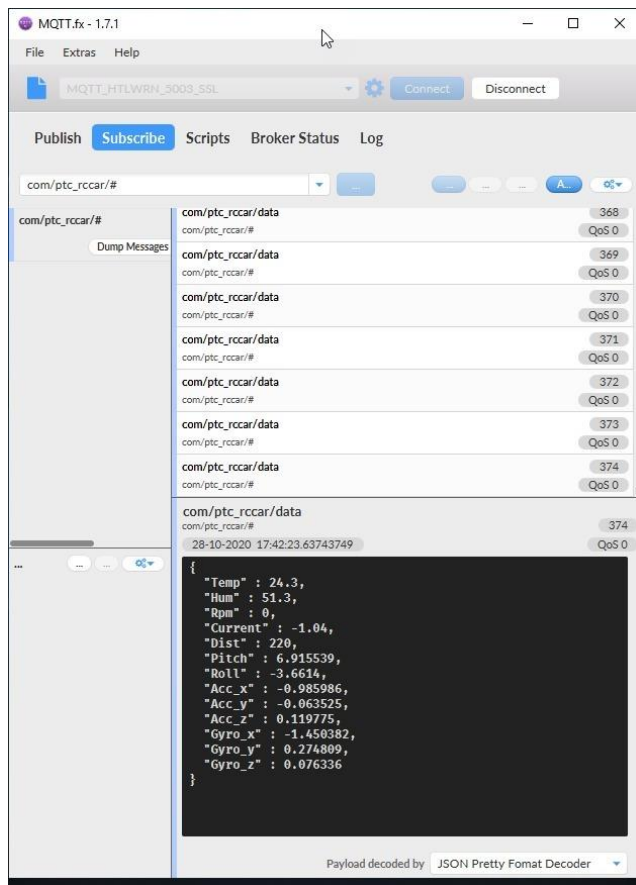 MQTT.fx - 1.7.1
File Extras Help
MQTT_HTLWRN_5003_SSL Connect Disconnect
Publish Subscribe Scripts Broker Status Log
com/ptc_rccar/# ... ... ... ... A...
com/ptc_rccar/#
Dump Messages
com/ptc_rccar/data 368
com/ptc_rccar/# QoS 0
com/ptc_rccar/data 369
com/ptc_rccar/# QoS 0
com/ptc_rccar/data 370
com/ptc_rccar/# QoS 0
com/ptc_rccar/data 371
com/ptc_rccar/# QoS 0
com/ptc_rccar/data 372
com/ptc_rccar/# QoS 0
com/ptc_rccar/data 373
com/ptc_rccar/# QoS 0
com/ptc_rccar/data 374
com/ptc_rccar/# QoS 0
... ... ...
com/ptc_rccar/data
com/ptc_rccar/# 374
28-10-2020 17:42:23.63743749 QoS 0
{
"Temp" : 24.3,
"Hum" : 51.3,
"Rpm" : 0,
"Current" : -1.04,
"Dist" : 220,
"Pitch" : 6.915539,
"Roll" : -3.6614,
"Acc_x" : -0.985986,
"Acc_y" : -0.063525,
"Acc_z" : 0.119775,
"Gyro_x" : -1.450382,
"Gyro_y" : 0.274809,
"Gyro_z" : 0.076336
}
Payload decoded by JSON Pretty Fomat Decoder